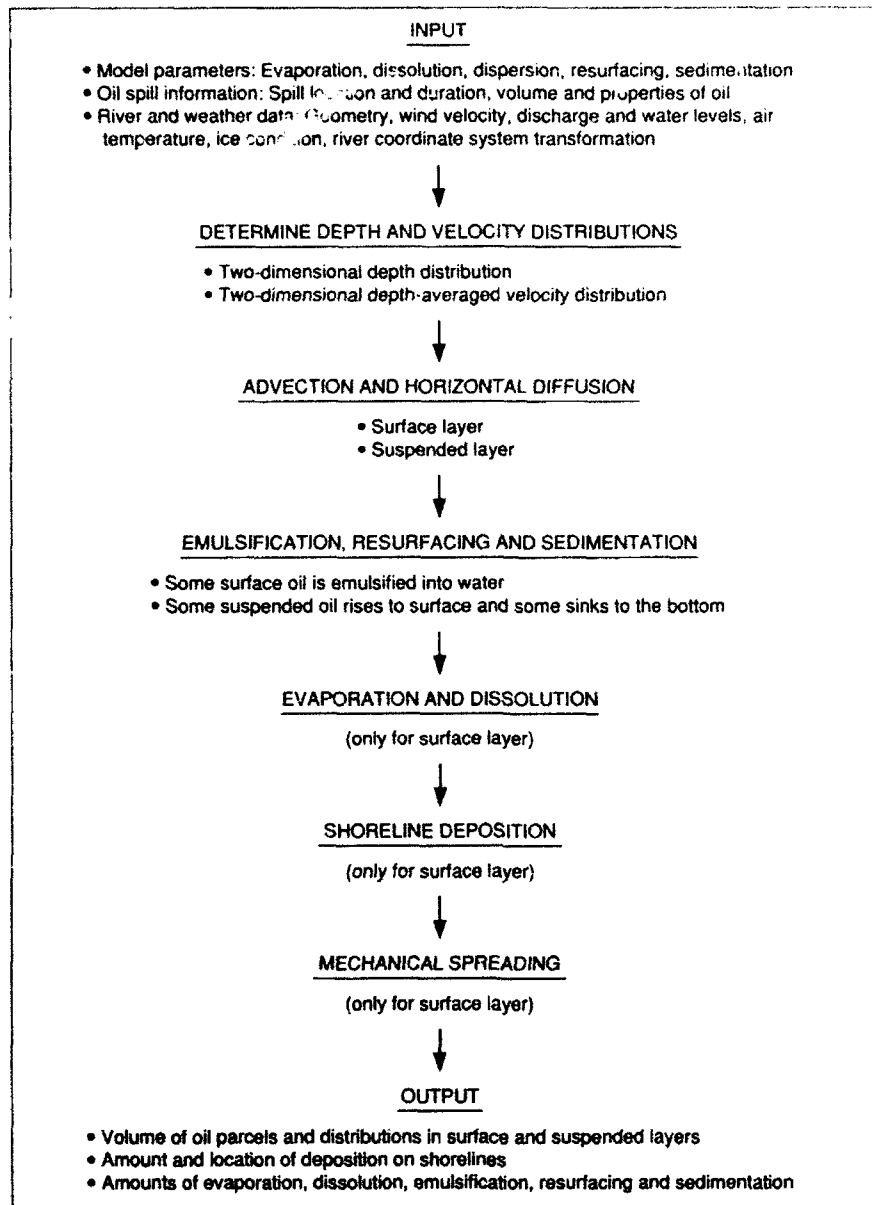 INPUT
• Model parameters: Evaporation, dissolution, dispersion, resurfacing, sedimentation
• Oil spill information: Spill location and duration, volume and properties of oil
• River and weather data: Geometry, wind velocity, discharge and water levels, air
temperature, ice condition, river coordinate system transformation
DETERMINE DEPTH AND VELOCITY DISTRIBUTIONS
• Two-dimensional depth distribution
• Two-dimensional depth-averaged velocity distribution
ADVECTION AND HORIZONTAL DIFFUSION
• Surface layer
• Suspended layer
EMULSIFICATION, RESURFACING AND SEDIMENTATION
• Some surface oil is emulsified into water
• Some suspended oil rises to surface and some sinks to the bottom
EVAPORATION AND DISSOLUTION
(only for surface layer)
SHORELINE DEPOSITION
(only for surface layer)
MECHANICAL SPREADING
(only for surface layer)
OUTPUT
• Volume of oil parcels and distributions in surface and suspended layers
• Amount and location of deposition on shorelines
• Amounts of evaporation, dissolution, emulsification, resurfacing and sedimentation